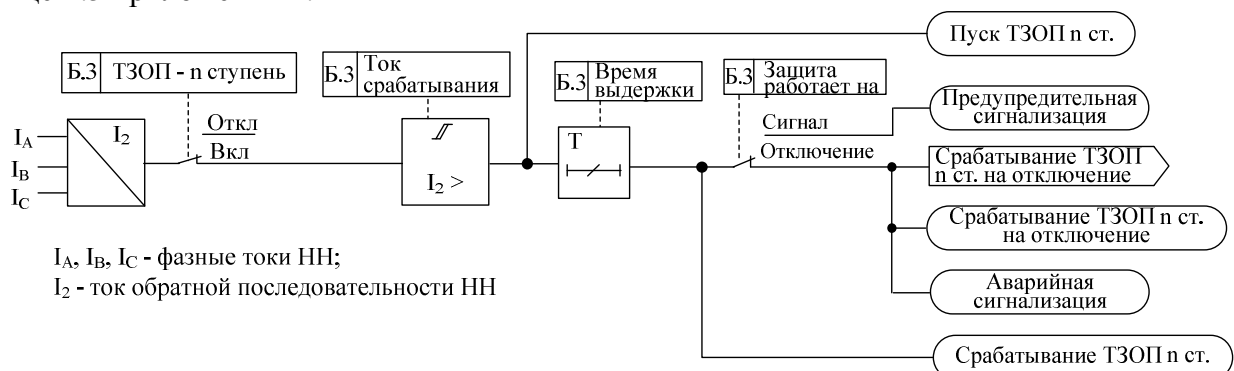 Пуск ТЗОП n ст.
Б.3 ТЗОП - n ступень
Б.3 Ток
срабатывания
Б.3 Время
выдержки
Б.3 Защита
работает на
Предупредительная
сигнализация
I2
Откл
Вкл
I2 >
T
Сигнал
Отключение
IA
IB
IC
Срабатывание ТЗОП
n ст. на отключение
Срабатывание ТЗОП n ст.
на отключение
IA, IB, IC - фазные токи НН;
I2 - ток обратной последовательности НН
Аварийная
сигнализация
Срабатывание ТЗОП n ст.